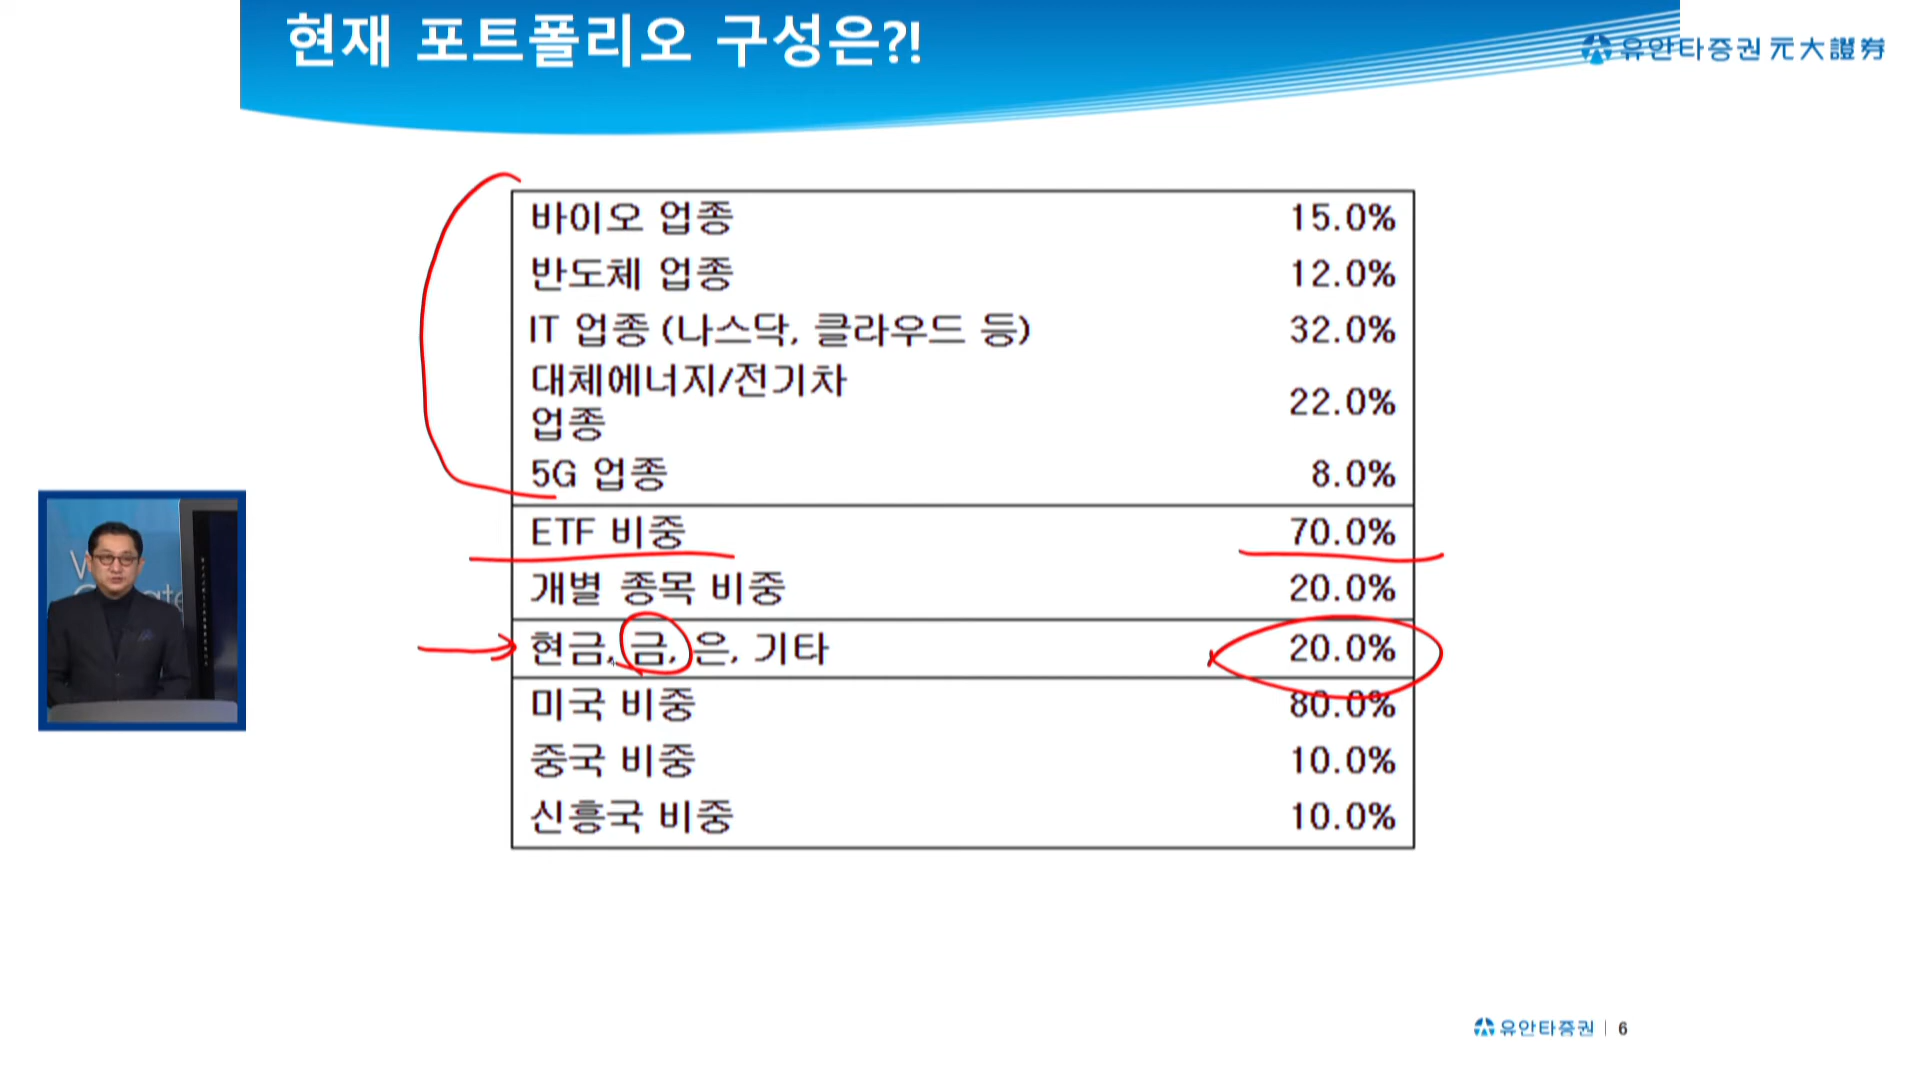 현재 포트폴리오 구성은?!
유안타증권 元大證券
바이오 업종 15.0%
반도체 업종 12.0%
IT 업종 (나스닥, 클라우드 등) 32.0%
대체에너지/전기차
업종 22.0%
5G 업종 8.0%
ETF 비중 70.0%
개별 종목 비중 20.0%
현금, 금, 은, 기타 20.0%
미국 비중 80.0%
중국 비중 10.0%
신흥국 비중 10.0%
유안타증권 | 6